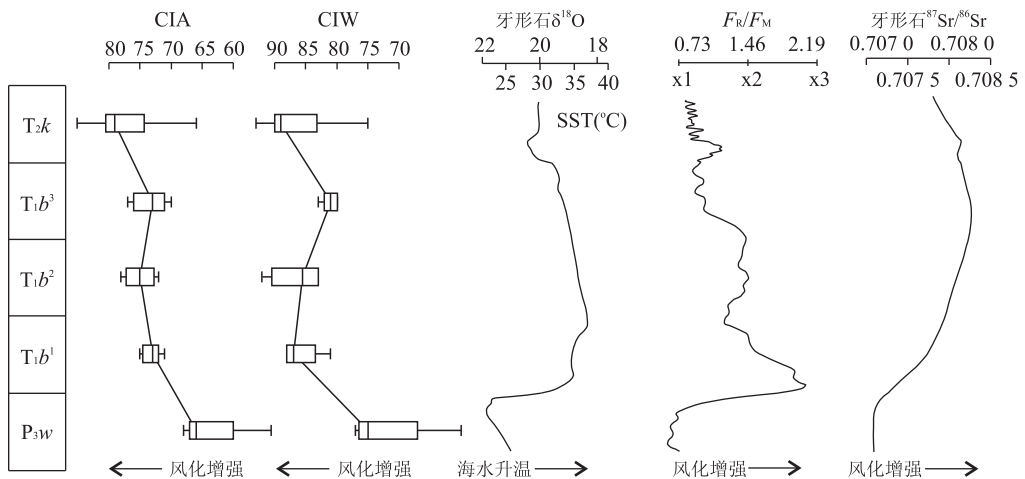 CIA
CIW
牙形石δ¹⁸O
F_R/F_M
牙形石⁸⁷Sr/⁸⁶Sr
80 75 70 65 60
90 85 80 75 70
22 20 19 18
0.73 1.46 2.19
0.707 0 0.708 0
25 30 35 40
x1 x2 x3
0.707 5 0.708 5
SST(°C)
T₂k
T₁b³
T₁b²
T₁b¹
P₃w
风化增强
风化增强
海水升温
风化增强
风化增强